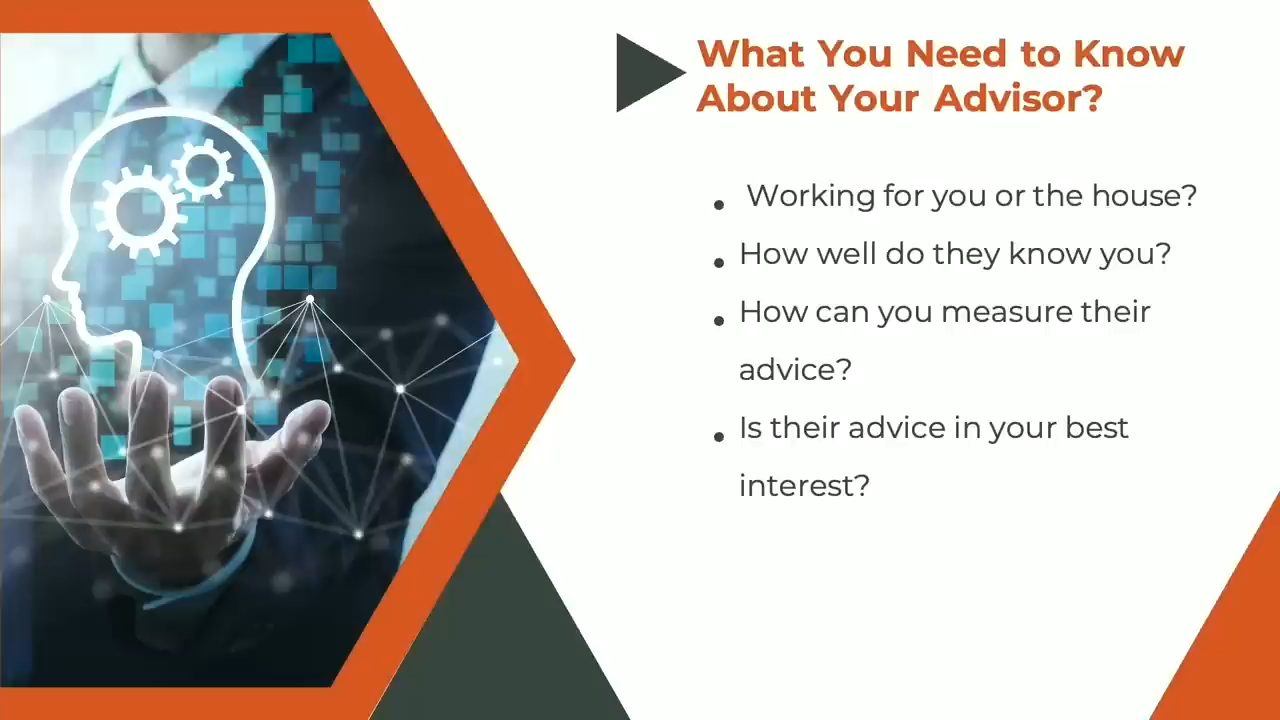 What You Need to Know
About Your Advisor?
• Working for you or the house?
• How well do they know you?
• How can you measure their
advice?
• Is their advice in your best
interest?